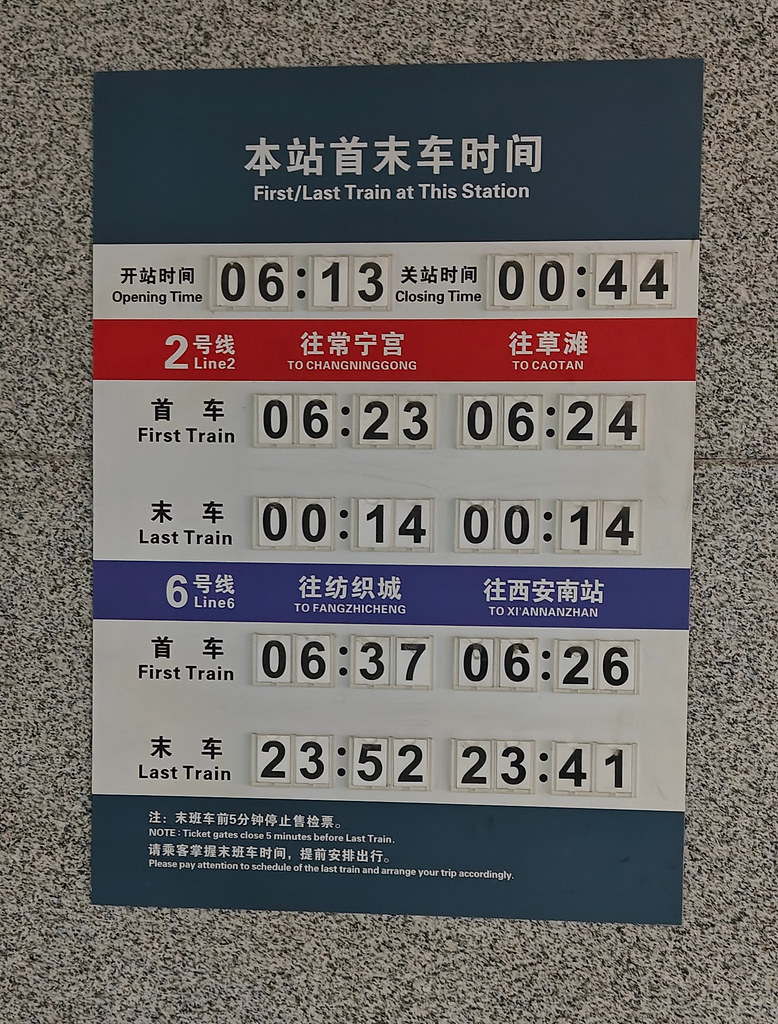 本站首末车时间
First/Last Train at This Station
开站时间 06:13 关站时间 00:44
Opening Time Closing Time
2号线 往常宁宫 往草滩
Line2 TO CHANGNINGGONG TO CAOTAN
首 车 06:23 06:24
First Train
末 车 00:14 00:14
Last Train
6号线 往纺织城 往西安南站
Line6 TO FANGZHICHENG TO XI'ANNANZHAN
首 车 06:37 06:26
First Train
末 车 23:52 23:41
Last Train
注：末班车前5分钟停止售检票。
NOTE：Ticket gates close 5 minutes before Last Train.
请乘客掌握末班车时间，提前安排出行。
Please pay attention to schedule of the last train and arrange your trip accordingly.